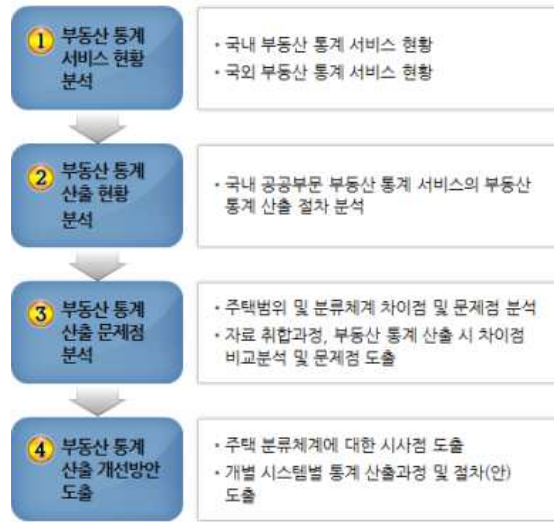 1 부동산 통계
서비스 현황
분석
• 국내 부동산 통계 서비스 현황
• 국외 부동산 통계 서비스 현황
2 부동산 통계
산출 현황
분석
• 국내 공공부문 부동산 통계 서비스의 부동산
통계 산출 절차 분석
3 부동산 통계
산출 문제점
분석
• 주택범위 및 분류체계 차이점 및 문제점 분석
• 자료 취합과정, 부동산 통계 산출 시 차이점
비교분석 및 문제점 도출
4 부동산 통계
산출 개선방안
도출
• 주택 분류체계에 대한 시사점 도출
• 개별 시스템별 통계 산출과정 및 절차(안)
도출